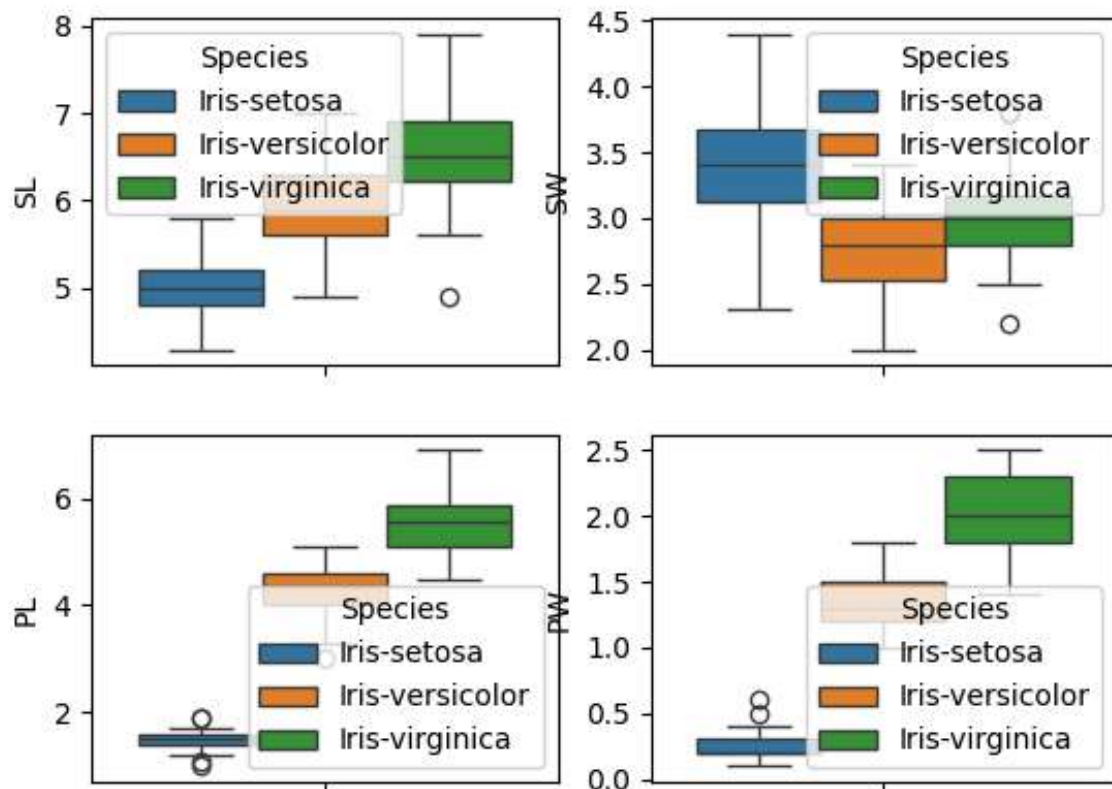 8
7
6
5
SL
Species
Iris-setosa
Iris-versicolor
Iris-virginica
4.5
4.0
3.5
3.0
2.5
2.0
SW
Species
Iris-setosa
Iris-versicolor
Iris-virginica
6
4
2
PL
Species
Iris-setosa
Iris-versicolor
Iris-virginica
2.5
2.0
1.5
1.0
0.5
0.0
PW
Species
Iris-setosa
Iris-versicolor
Iris-virginica